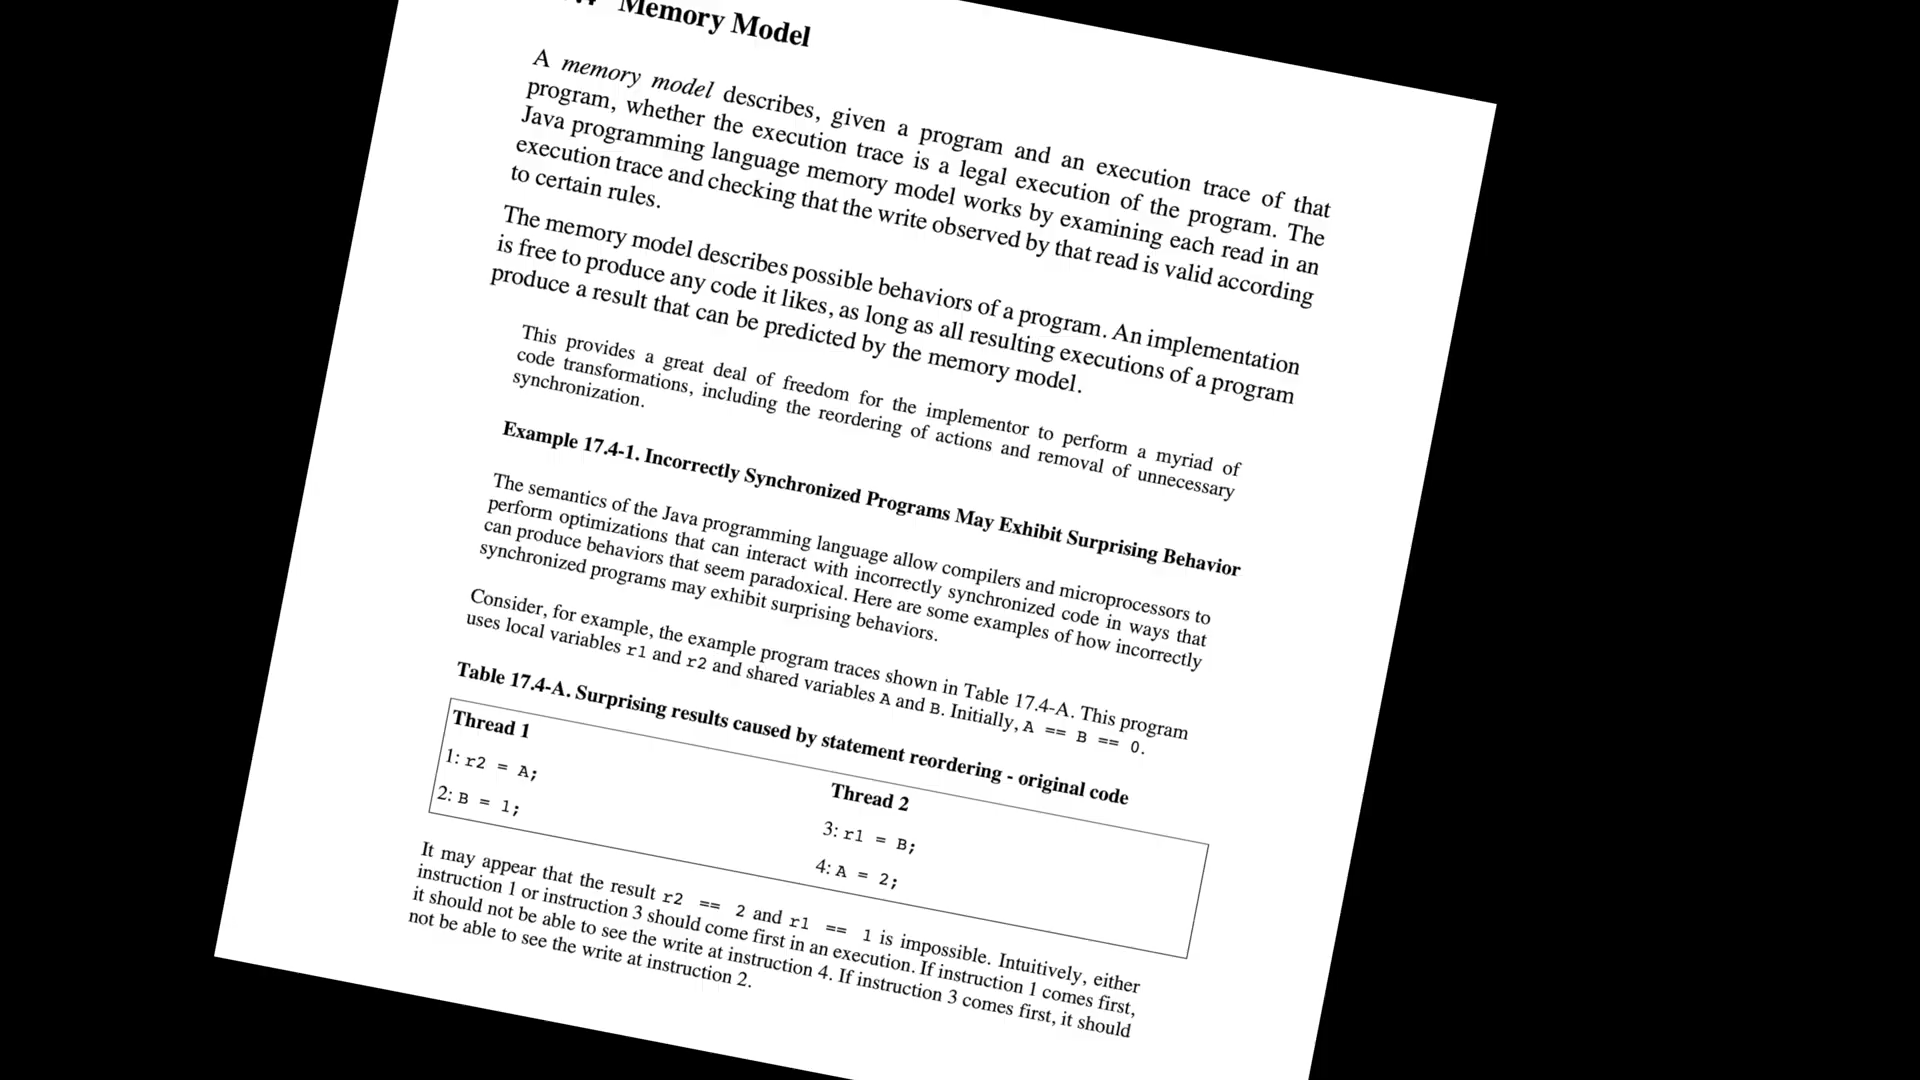 Memory Model
A memory model describes, given a program and an execution trace of that
program, whether the execution trace is a legal execution of the program. The
Java programming language memory model works by examining each read in an
execution trace and checking that the write observed by that read is valid according
to certain rules.
The memory model describes possible behaviors of a program. An implementation
is free to produce any code it likes, as long as all resulting executions of a program
produce a result that can be predicted by the memory model.
This provides a great deal of freedom for the implementor to perform a myriad of
code transformations, including the reordering of actions and removal of unnecessary
synchronization.
Example 17.4-1. Incorrectly Synchronized Programs May Exhibit Surprising Behavior
The semantics of the Java programming language allow compilers and microprocessors to
perform optimizations that can interact with incorrectly synchronized code in ways that
can produce behaviors that seem paradoxical. Here are some examples of how incorrectly
synchronized programs may exhibit surprising behaviors.
Consider, for example, the example program traces shown in Table 17.4-A. This program
uses local variables r1 and r2 and shared variables A and B. Initially, A == B == 0.
Table 17.4-A. Surprising results caused by statement reordering - original code
Thread 1 Thread 2
1: r2 = A; 3: r1 = B;
2: B = 1; 4: A = 2;
It may appear that the result r2 == 2 and r1 == 1 is impossible. Intuitively, either
instruction 1 or instruction 3 should come first in an execution. If instruction 1 comes first,
it should not be able to see the write at instruction 4. If instruction 3 comes first, it should
not be able to see the write at instruction 2.